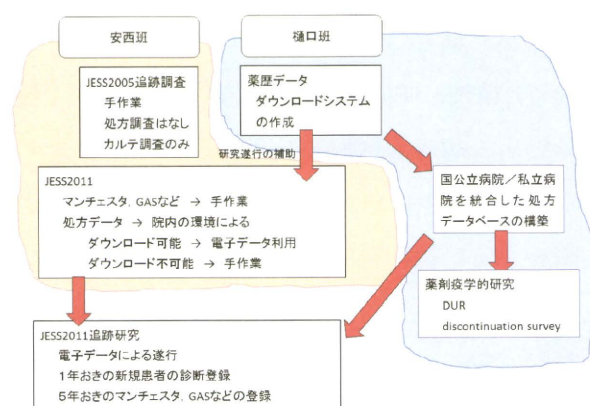 安西班
樋口班
JESS2005追跡調査
手作業
処方調査はなし
カルテ調査のみ
薬歴データ
ダウンロードシステム
の作成
研究遂行の補助
JESS2011
マンチェスタ, GASなど → 手作業
処方データ → 院内の環境による
ダウンロード可能 → 電子データ利用
ダウンロード不可能 → 手作業
国公立病院/私立病
院を統合した処方
データベースの構築
薬剤疫学的研究
DUR
discontinuation survey
JESS2011追跡研究
電子データによる遂行
1年おきの新規患者の診断登録
5年おきのマンチェスタ, GASなどの登録